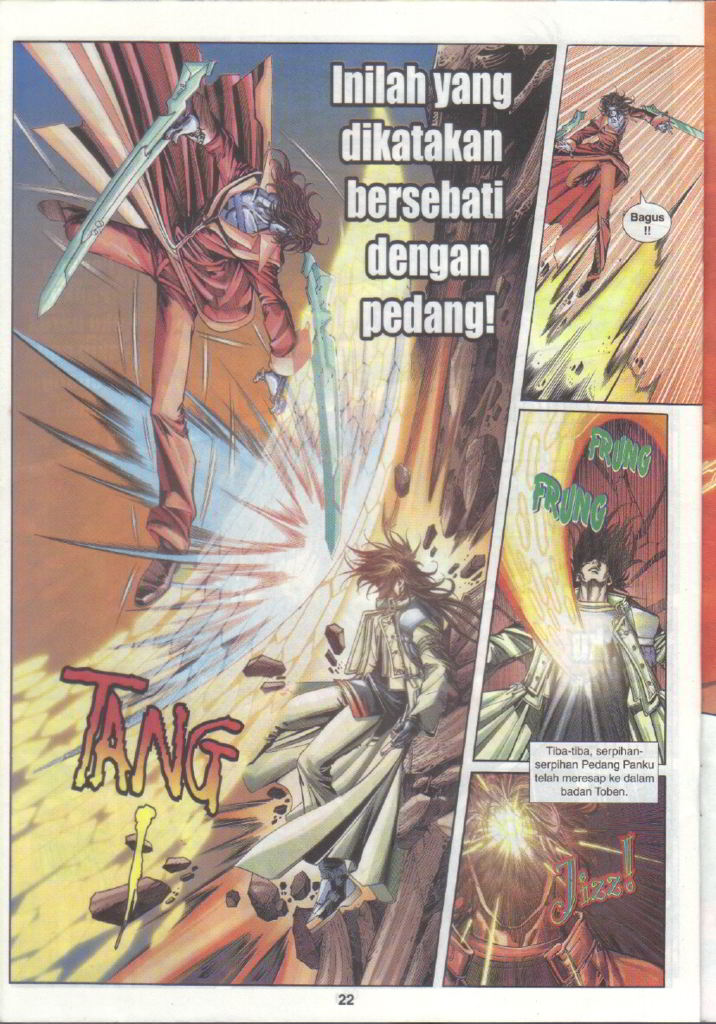 Inilah yang
dikatakan
bersebati
dengan
pedang!
TANG
!
Bagus
!!
FRUNG
FRUNG
Tiba-tiba, serpihan-
serpihan Pedang Panku
telah meresap ke dalam
badan Toben.
Jizz!
22